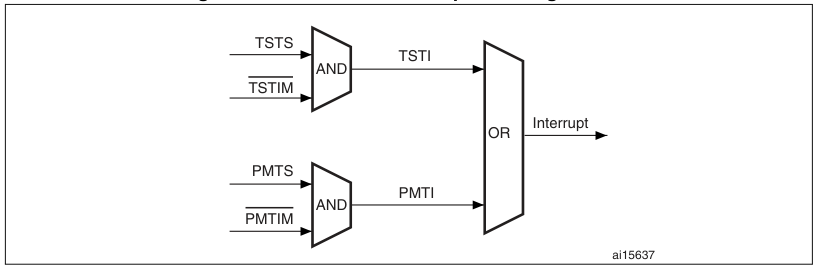 TSTS
TSTI
AND
TSTIM
Interrupt
OR
PMTS
PMTI
AND
PMTIM
ai15637